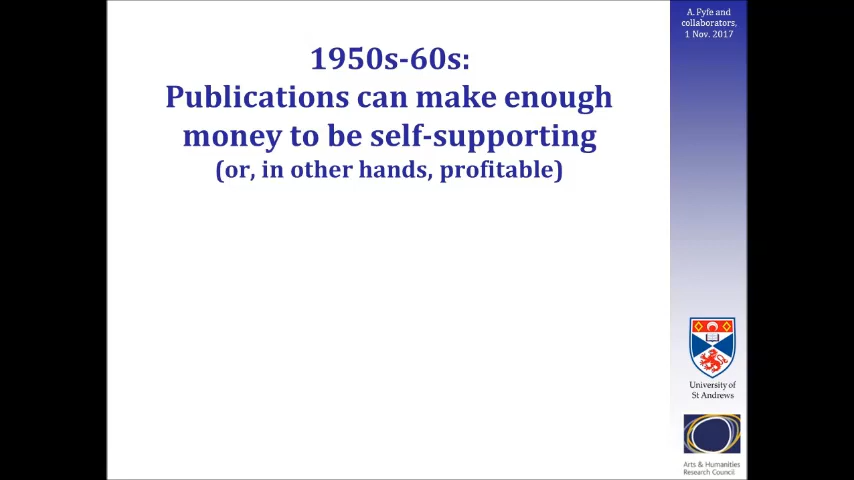 1950s-60s:
Publications can make enough
money to be self-supporting
(or, in other hands, profitable)
A. Fyfe and
collaborators,
1 Nov. 2017
University of
St Andrews
Arts & Humanities
Research Council